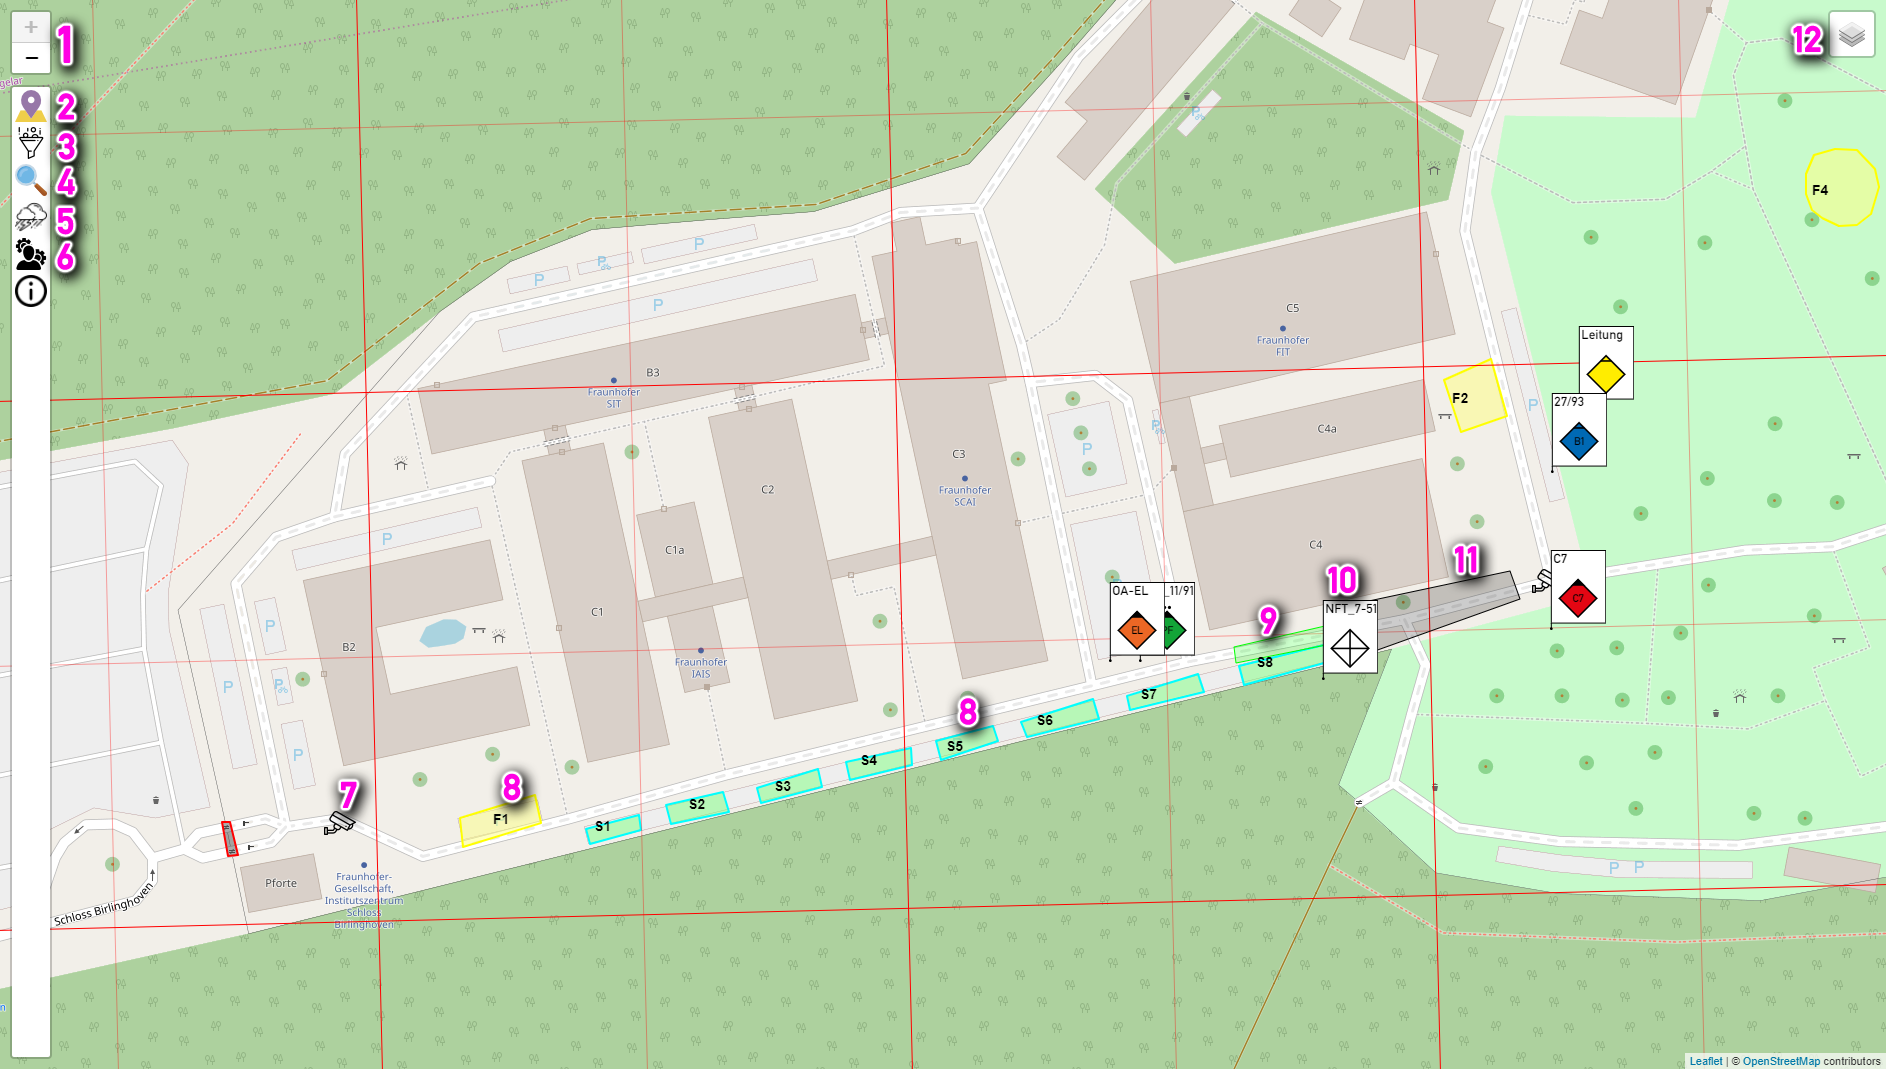 +
1
−
gelar
2
3
4
5
6
12
P
P
P
P
P
F4
C5
Fraunhofer
FIT
Leitung
B3
Fraunhofer
SIT
F2
P
27/93
B1
C4a
P
P
C3
Fraunhofer
SCAI
C2
P
C1a
C4
11
C7
C7
10
OA-EL
_11/91
EL
PF
NFT_7-51
9
C1
P
B2
S8
Fraunhofer
IAIS
P
P
S7
8
S6
S5
P
S4
S3
8
S2
7
F1
S1
Pforte
Fraunhofer-
Gesellschaft,
Institutszentrum
Schloss
Birlinghoven
Schloss Birlinghoven
P
P
n
Leaflet | © OpenStreetMap contributors